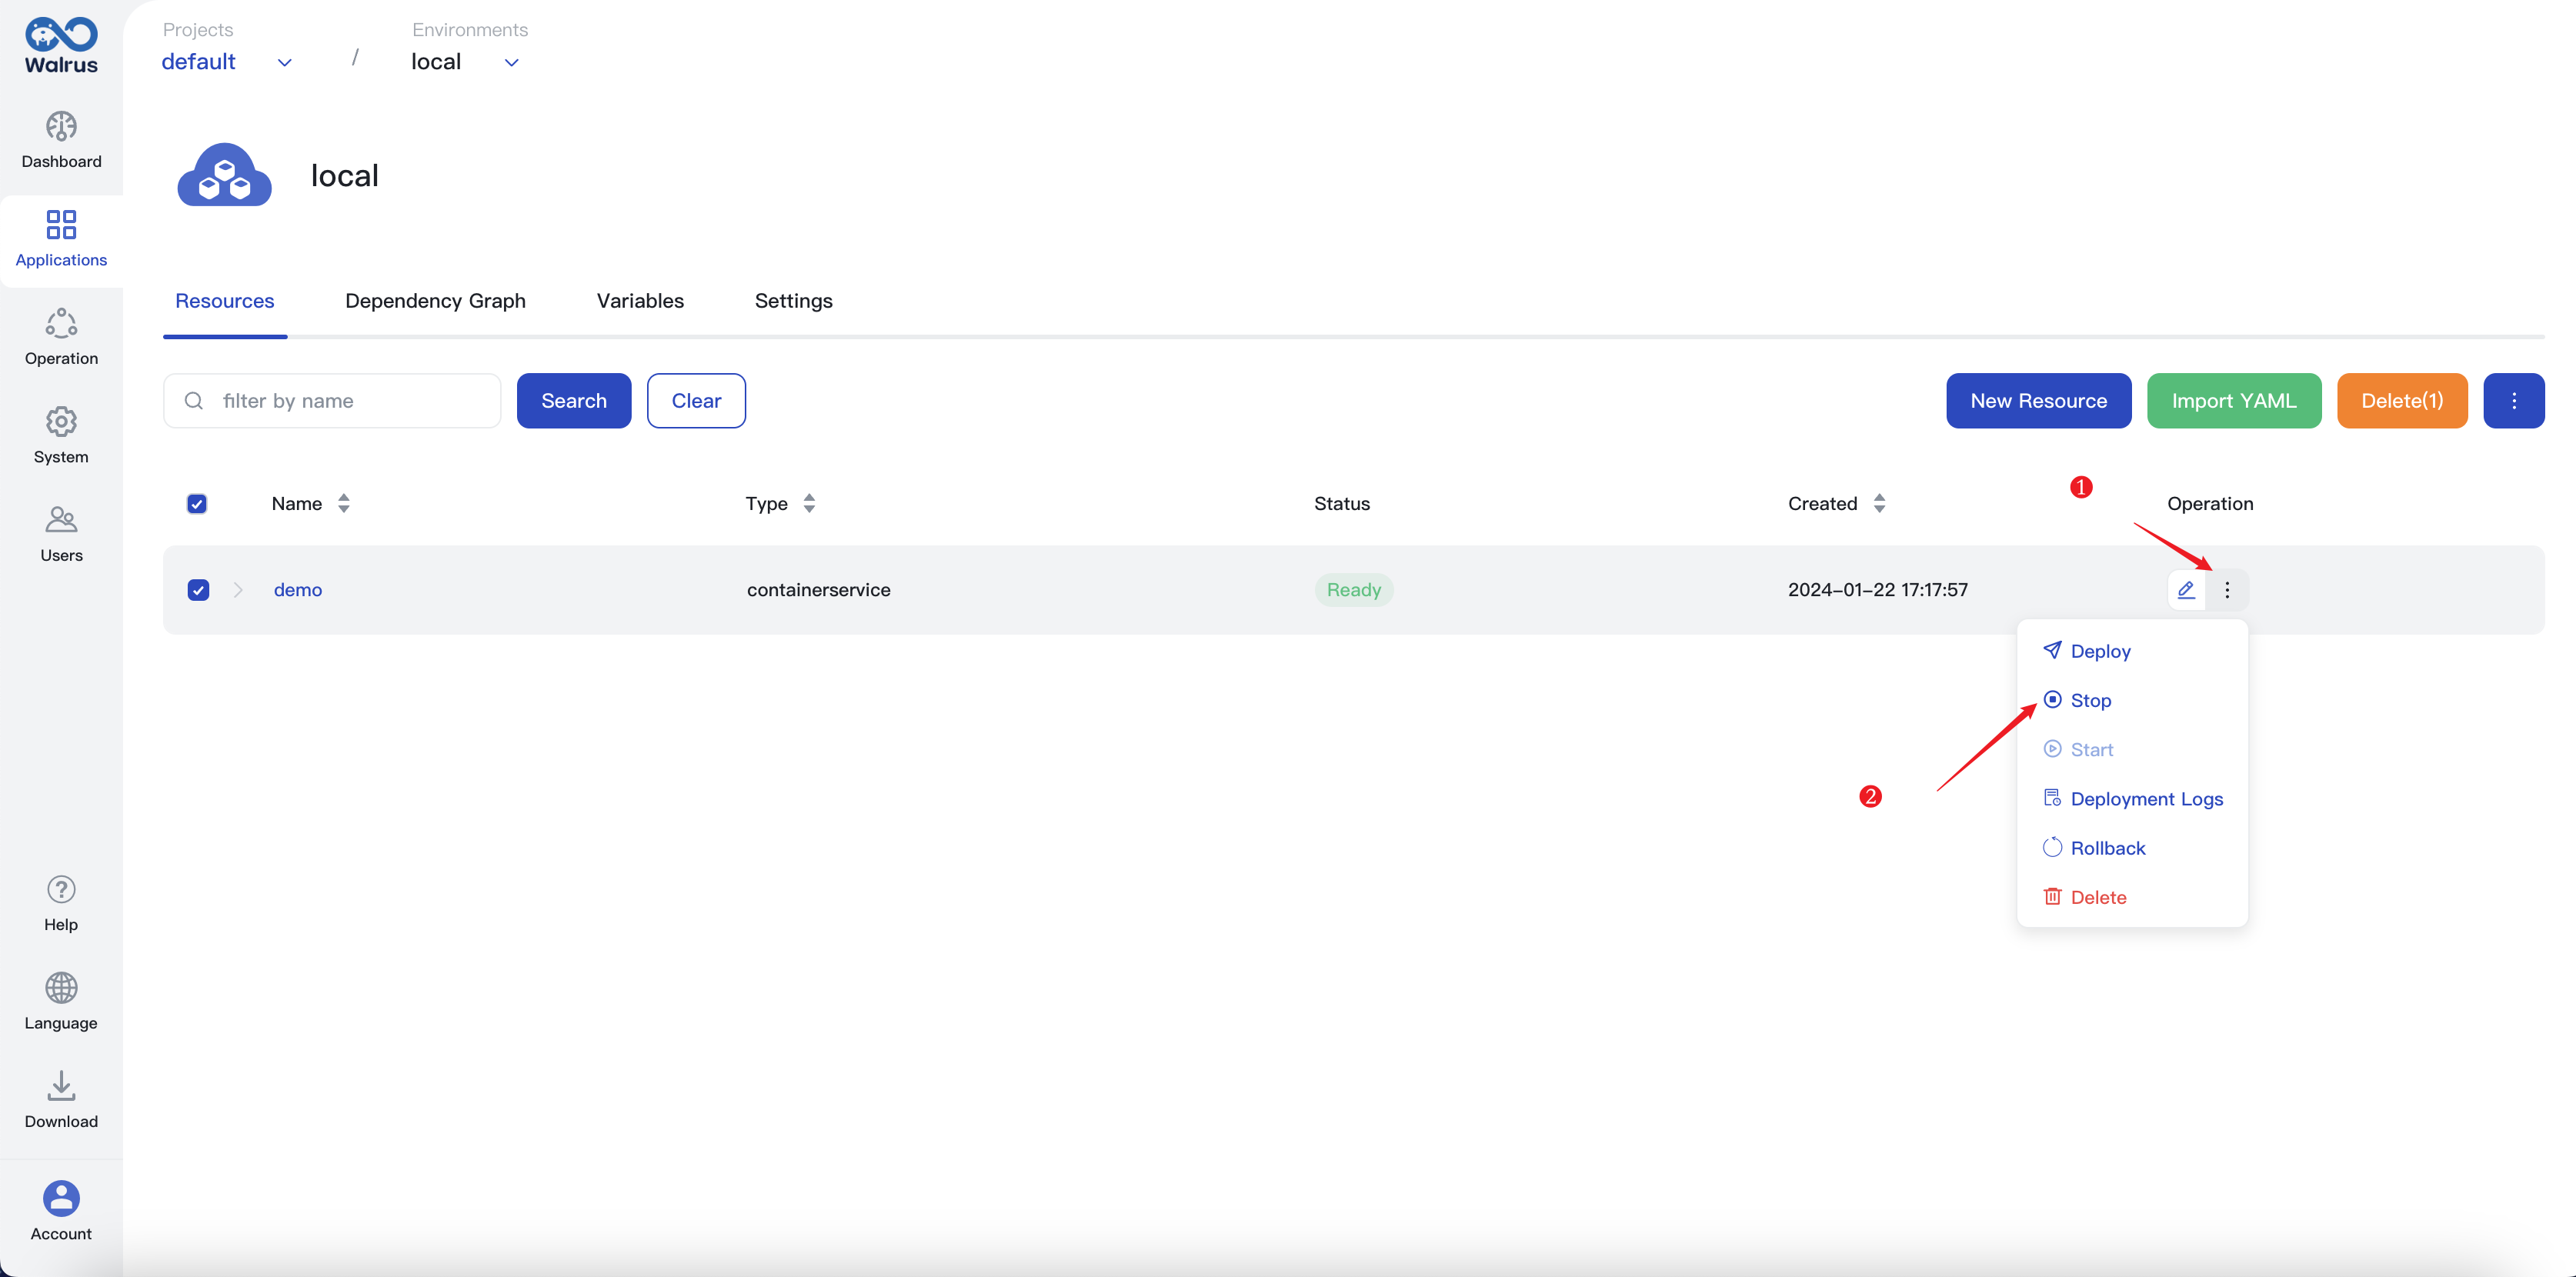 Walrus
Projects
Environments
default
/
local
Dashboard
Applications
Operation
System
Users
Help
Language
Download
Account
local
Resources
Dependency Graph
Variables
Settings
filter by name
Search
Clear
New Resource
Import YAML
Delete(1)
Name
Type
Status
Created
1
Operation
demo
containerservice
Ready
2024-01-22 17:17:57
Deploy
Stop
Start
2
Deployment Logs
Rollback
Delete